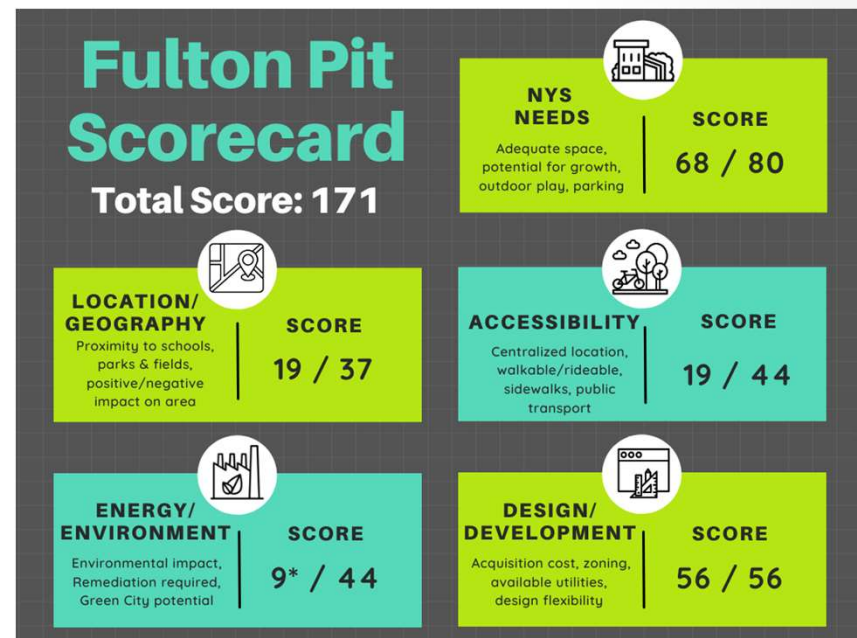 Fulton Pit
Scorecard
Total Score: 171
NYS
NEEDS
Adequate space,
potential for growth,
outdoor play, parking
SCORE
68 / 80
LOCATION/
GEOGRAPHY
Proximity to schools,
parks & fields,
positive/negative
impact on area
SCORE
19 / 37
ACCESSIBILITY
Centralized location,
walkable/rideable,
sidewalks, public
transport
SCORE
19 / 44
ENERGY/
ENVIRONMENT
Environmental impact,
Remediation required,
Green City potential
SCORE
9* / 44
DESIGN/
DEVELOPMENT
Acquisition cost, zoning,
available utilities,
design flexibility
SCORE
56 / 56